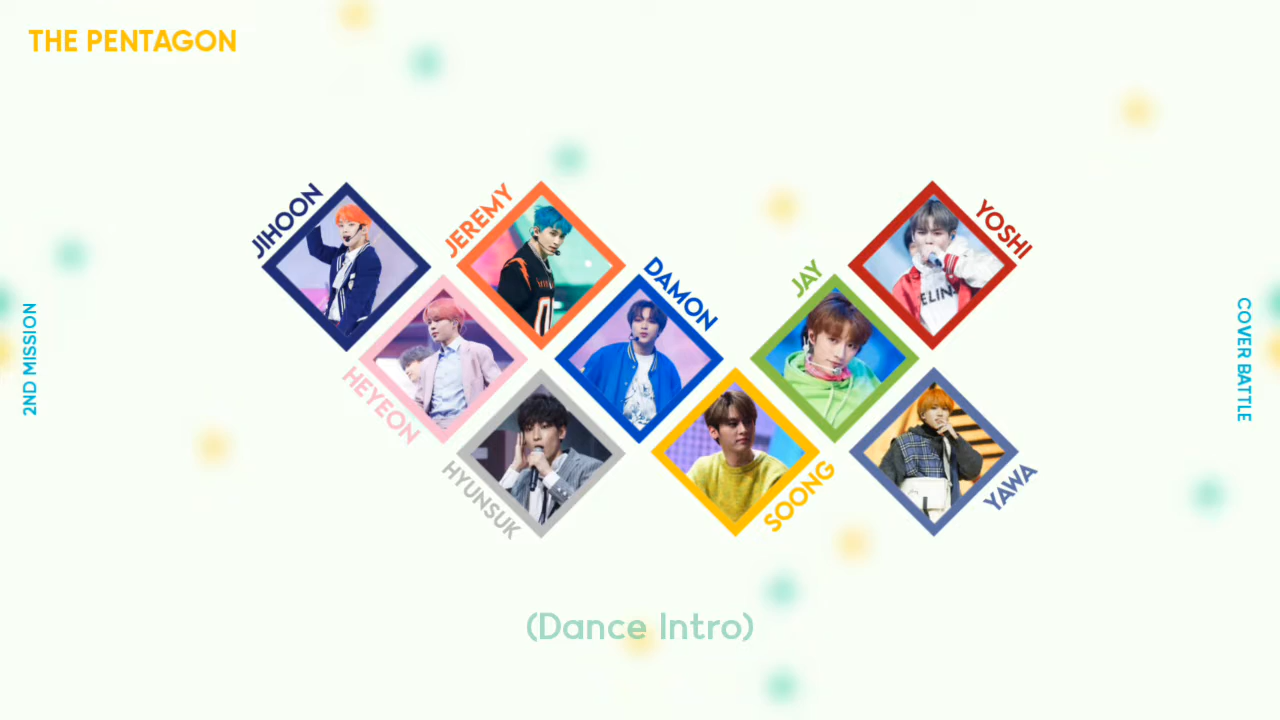 THE PENTAGON
2ND MISSION
COVER BATTLE
JIHOON
JEREMY
YOSHI
DAMON
JAY
HEYEON
HYUNSUK
SOONG
YAWA
(Dance Intro)